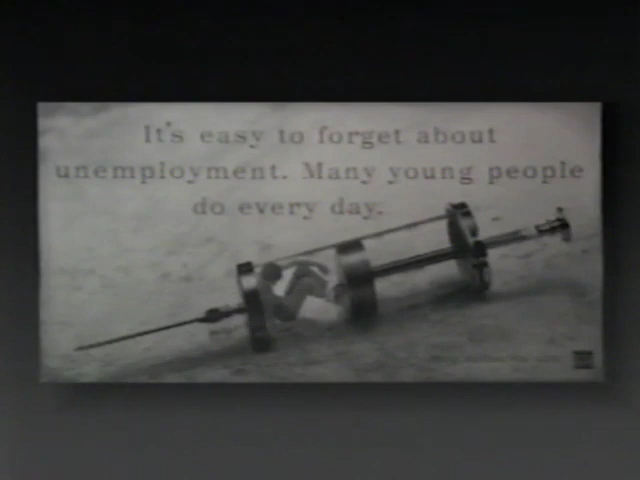 It's easy to forget about
unemployment. Many young people
do every day.